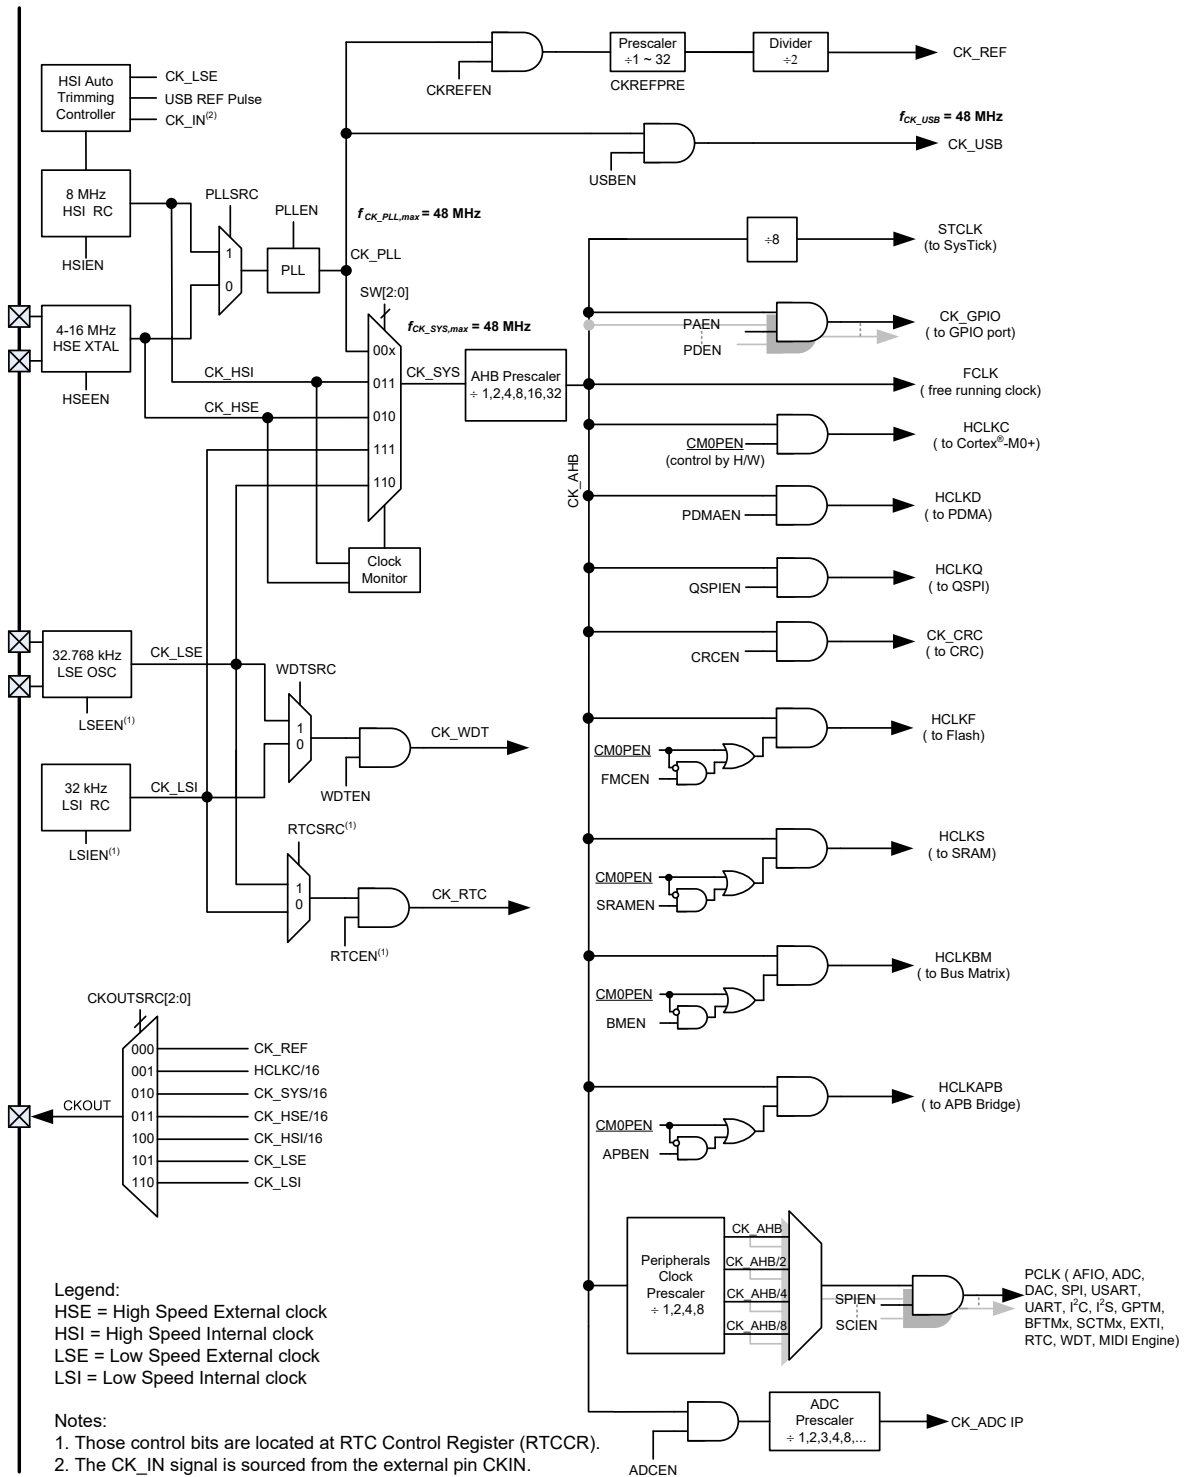 Prescaler
÷1 ~ 32
CKREFPRE
Divider
÷2
CK_REF
CKREFEN
HSI Auto
Trimming
Controller
CK_LSE
USB REF Pulse
CK_IN(2)
fCK_USB = 48 MHz
CK_USB
USBEN
8 MHz
HSI RC
HSIEN
PLLSRC
1
0
PLLEN
PLL
fCK_PLL,max = 48 MHz
CK_PLL
÷8
STCLK
(to SysTick)
4-16 MHz
HSE XTAL
HSEEN
SW[2:0]
fCK_SYS,max = 48 MHz
00x
011
010
111
110
CK_HSI
CK_HSE
CK_SYS
AHB Prescaler
÷ 1,2,4,8,16,32
CK_AHB
PAEN
PDEN
CK_GPIO
( to GPIO port)
FCLK
( free running clock)
CM0PEN
(control by H/W)
HCLKC
( to Cortex®-M0+)
PDMAEN
HCLKD
( to PDMA)
Clock
Monitor
QSPIEN
HCLKQ
( to QSPI)
CRCEN
CK_CRC
( to CRC)
32.768 kHz
LSE OSC
LSEEN(1)
CK_LSE
WDTSRC
1
0
WDTEN
CK_WDT
CM0PEN
FMCEN
HCLKF
( to Flash)
32 kHz
LSI RC
LSIEN(1)
CK_LSI
RTCSRC(1)
1
0
RTCEN(1)
CK_RTC
CM0PEN
SRAMEN
HCLKS
( to SRAM)
CM0PEN
BMEN
HCLKBM
( to Bus Matrix)
CKOUTSRC[2:0]
CKOUT
000 CK_REF
001 HCLKC/16
010 CK_SYS/16
011 CK_HSE/16
100 CK_HSI/16
101 CK_LSE
110 CK_LSI
CM0PEN
APBEN
HCLKAPB
( to APB Bridge)
Peripherals
Clock
Prescaler
÷ 1,2,4,8
CK_AHB
CK_AHB/2
CK_AHB/4
CK_AHB/8
SPIEN
SCIEN
PCLK ( AFIO, ADC,
DAC, SPI, USART,
UART, I²C, I²S, GPTM,
BFTMx, SCTMx, EXTI,
RTC, WDT, MIDI Engine)
ADC
Prescaler
÷ 1,2,3,4,8,...
ADCEN
CK_ADC IP
Legend:
HSE = High Speed External clock
HSI = High Speed Internal clock
LSE = Low Speed External clock
LSI = Low Speed Internal clock
Notes:
1. Those control bits are located at RTC Control Register (RTCCR).
2. The CK_IN signal is sourced from the external pin CKIN.